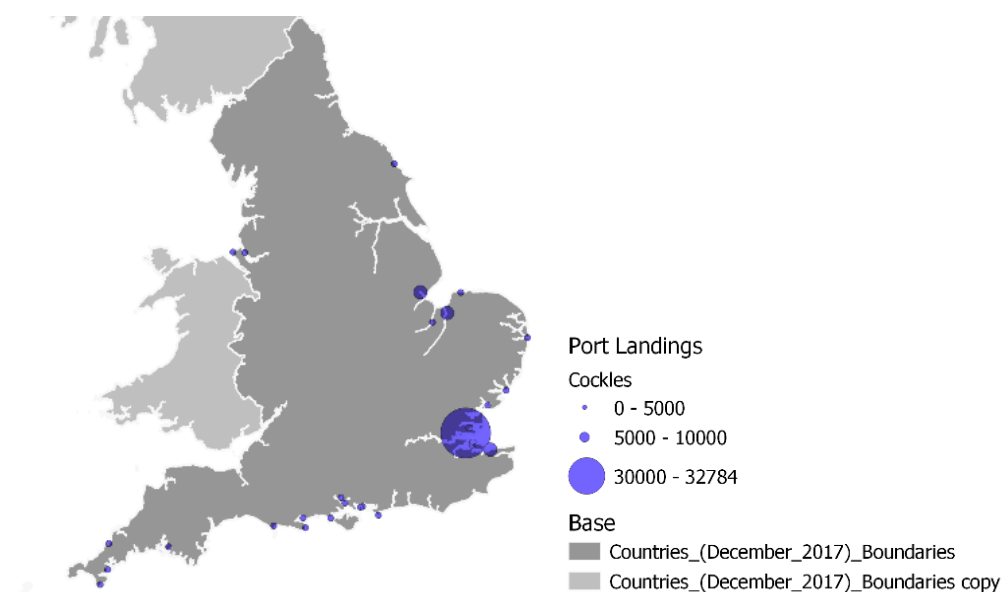 Port Landings
Cockles
0 - 5000
5000 - 10000
30000 - 32784
Base
Countries_(December_2017)_Boundaries
Countries_(December_2017)_Boundaries copy